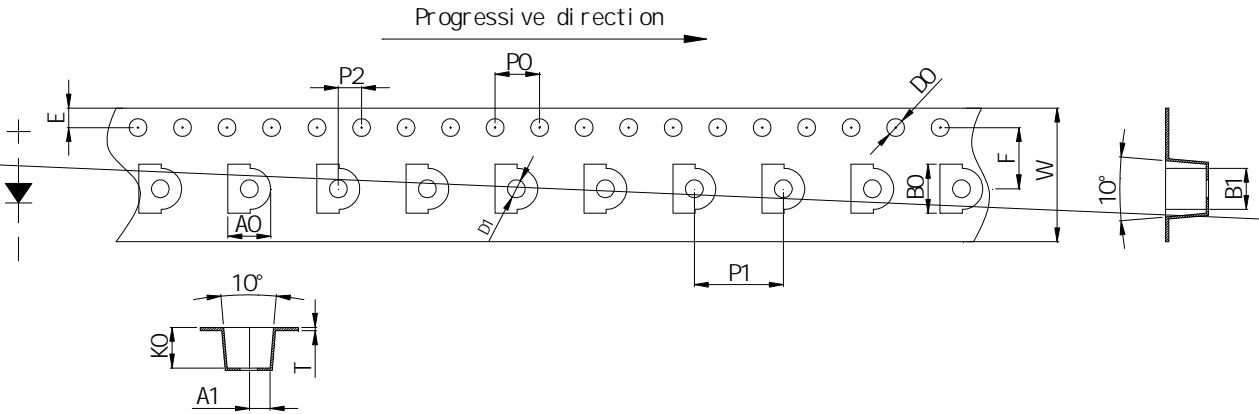 Progressive direction
P2
P0
D0
E
F
W
10°
B1
B0
A0
D1
P1
10°
K0
T
A1